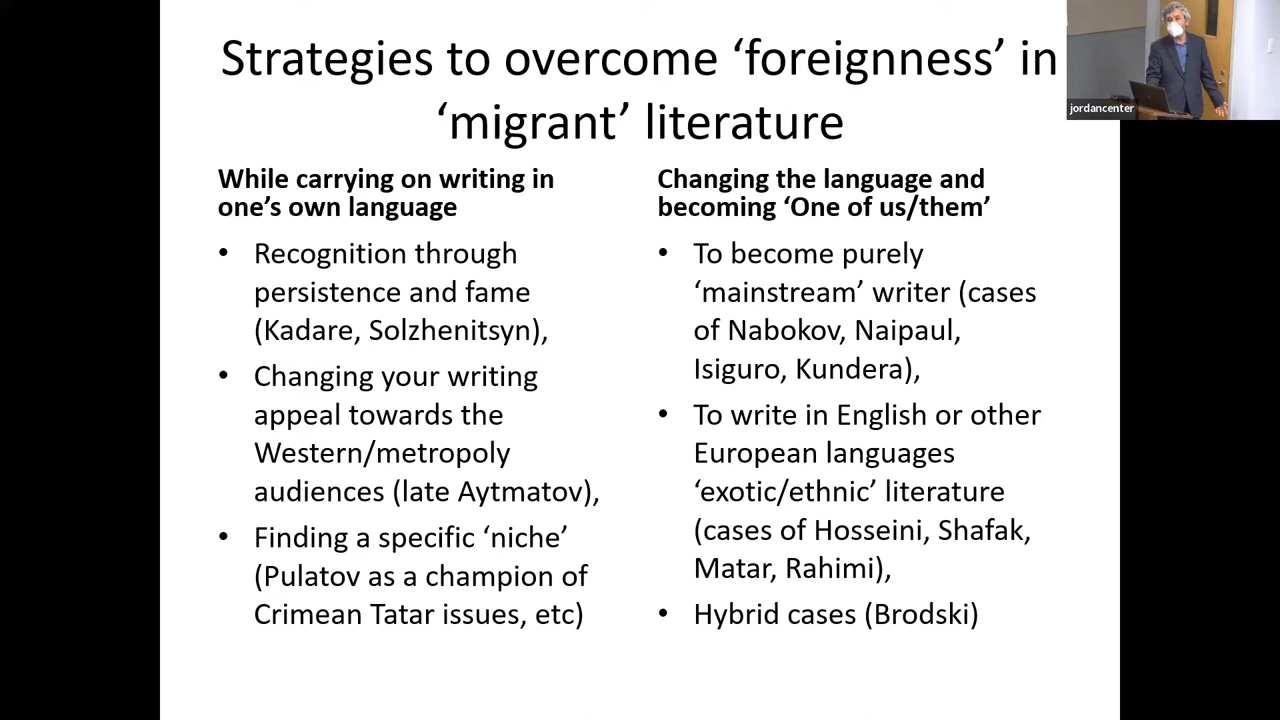 Strategies to overcome ‘foreignness’ in
‘migrant’ literature
jordancenter
While carrying on writing in
one’s own language
• Recognition through
persistence and fame
(Kadare, Solzhenitsyn),
• Changing your writing
appeal towards the
Western/metropoly
audiences (late Aytmatov),
• Finding a specific ‘niche’
(Pulatov as a champion of
Crimean Tatar issues, etc)
Changing the language and
becoming ‘One of us/them’
• To become purely
‘mainstream’ writer (cases
of Nabokov, Naipaul,
Isiguro, Kundera),
• To write in English or other
European languages
‘exotic/ethnic’ literature
(cases of Hosseini, Shafak,
Matar, Rahimi),
• Hybrid cases (Brodski)